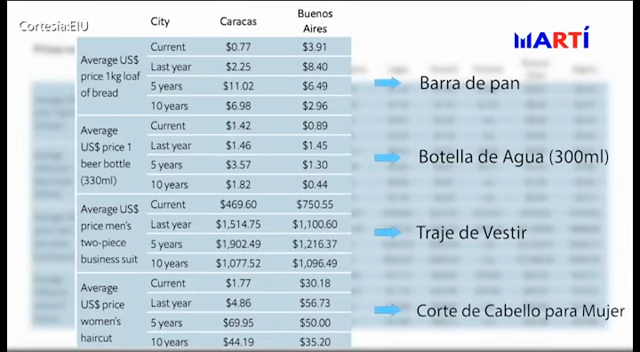 Cortesía:EIU
MARTÍ
City Caracas Buenos Aires
Average US$ price 1kg loaf of bread
Current $0.77 $3.91
Last year $2.25 $8.40
5 years $11.02 $6.49
10 years $6.98 $2.96
Barra de pan
Average US$ price 1 beer bottle (330ml)
Current $1.42 $0.89
Last year $1.46 $1.45
5 years $3.57 $1.30
10 years $1.82 $0.44
Botella de Agua (300ml)
Average US$ price men's two-piece business suit
Current $469.60 $750.55
Last year $1,514.75 $1,100.60
5 years $1,902.49 $1,216.37
10 years $1,077.52 $1,096.49
Traje de Vestir
Average US$ price women's haircut
Current $1.77 $30.18
Last year $4.86 $56.73
5 years $69.95 $50.00
10 years $44.19 $35.20
Corte de Cabello para Mujer